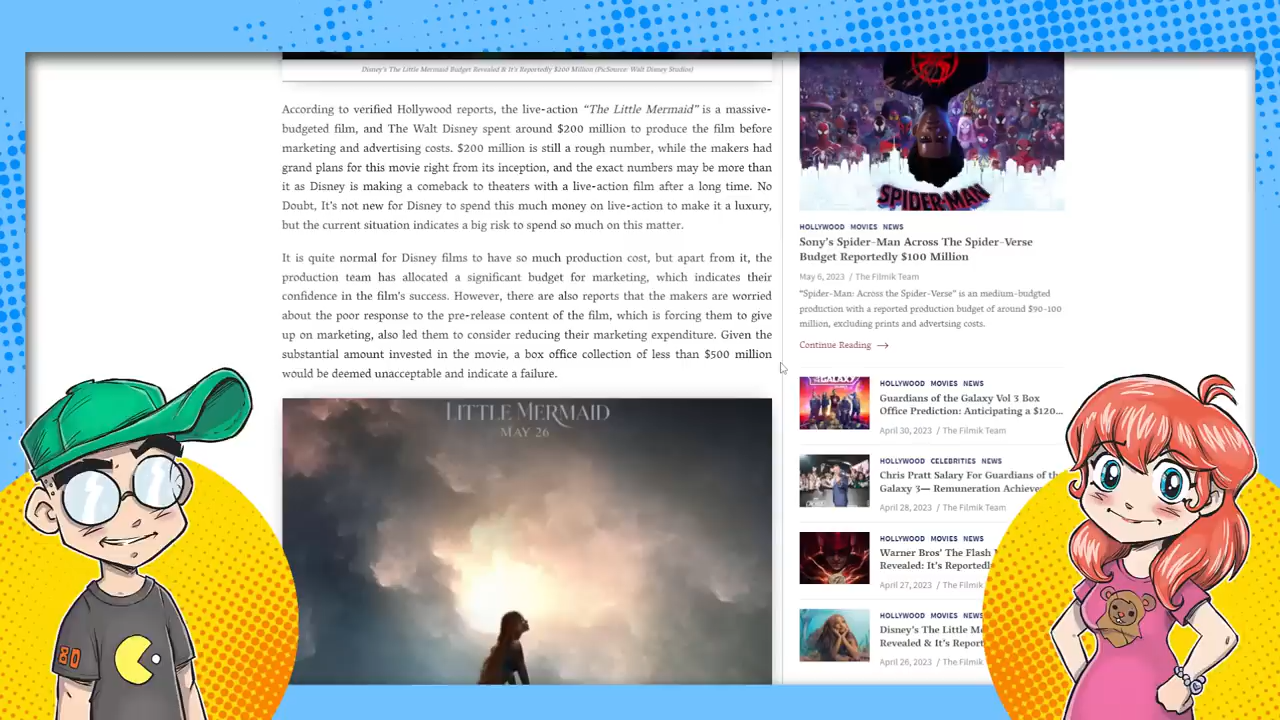 Disney's The Little Mermaid Budget Revealed & It's Reportedly $200 Million (PicSource: Walt Disney Studios)
According to verified Hollywood reports, the live-action “The Little Mermaid” is a massive-
budgeted film, and The Walt Disney spent around $200 million to produce the film before
marketing and advertising costs. $200 million is still a rough number, while the makers had
grand plans for this movie right from its inception, and the exact numbers may be more than
it as Disney is making a comeback to theaters with a live-action film after a long time. No
Doubt, It's not new for Disney to spend this much money on live-action to make it a luxury,
but the current situation indicates a big risk to spend so much on this matter.
It is quite normal for Disney films to have so much production cost, but apart from it, the
production team has allocated a significant budget for marketing, which indicates their
confidence in the film's success. However, there are also reports that the makers are worried
about the poor response to the pre-release content of the film, which is forcing them to give
up on marketing, also led them to consider reducing their marketing expenditure. Given the
substantial amount invested in the movie, a box office collection of less than $500 million
would be deemed unacceptable and indicate a failure.
LITTLE MERMAID
MAY 26
SPIDER-MAN
HOLLYWOOD MOVIES NEWS
Sony's Spider-Man Across The Spider-Verse
Budget Reportedly $100 Million
May 6, 2023 / The Filmik Team
“Spider-Man: Across the Spider-Verse” is an medium-budgted
production with a reported production budget of around $90-100
million, excluding prints and advertsing costs.
Continue Reading →
GALAXY
HOLLYWOOD MOVIES NEWS
Guardians of the Galaxy Vol 3 Box
Office Prediction: Anticipating a $120...
April 30, 2023 / The Filmik Team
HOLLYWOOD CELEBRITIES NEWS
Chris Pratt Salary For Guardians of the
Galaxy 3— Remuneration
April 28, 2023 / The Filmik Team
HOLLYWOOD MOVIES NEWS
Warner Bros' The Flash
Revealed: It's
April 27, 2023 / The Filmik
HOLLYWOOD MOVIES NEWS
Disney's The Little
Revealed & It's
April 26, 2023 / The Filmik
80